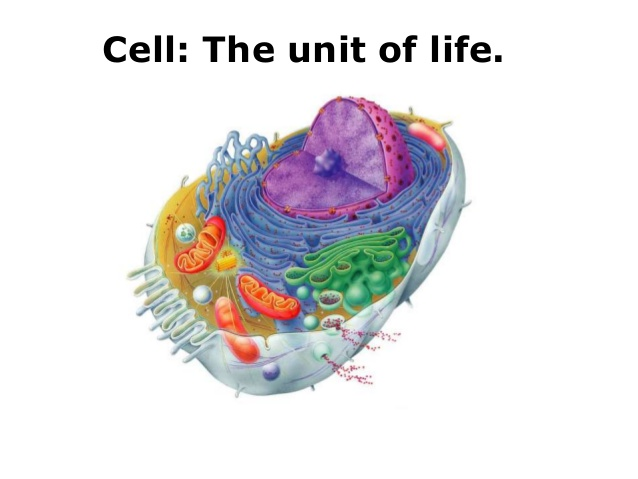 Cell: The unit of life.